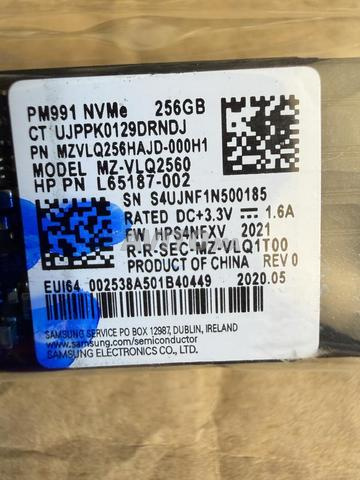 PM991 NVMe 256GB
CT UJPPK0129DRNDJ
PN MZVLQ256HAJD-000H1
MODEL MZ-VLQ2560
HP PN L65187-002
SN S4UJNF1N500185
RATED DC+3.3V 1.6A
FW HPS4NFXV 2021
R-R-SEC-MZ-VLQ1T00
PRODUCT OF CHINA REV 0
EUI64 002538A501B40449 2020.05
SAMSUNG SERVICE PO BOX 12987, DUBLIN, IRELAND
www.samsung.com/semiconductor
SAMSUNG ELECTRONICS CO., LTD.